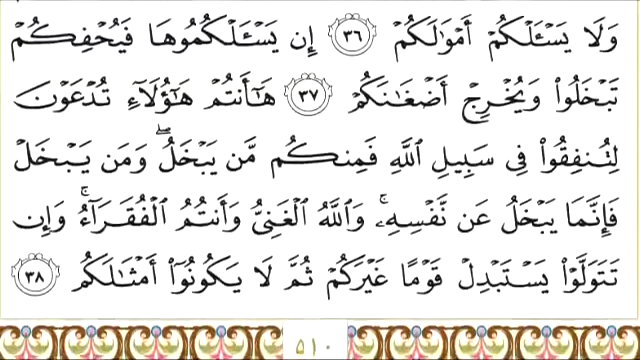 وَلَا يَسْـَٔلْكُمْ أَمْوَٰلَكُمْ ٣٦ إِن يَسْـَٔلْكُمُوهَا فَيُحْفِكُمْ
تَبْخَلُوا۟ وَيُخْرِجْ أَضْغَـٰنَكُمْ ٣٧ هَـٰٓأَنتُمْ هَـٰٓؤُلَآءِ تُدْعَوْنَ
لِتُنفِقُوا۟ فِى سَبِيلِ ٱللَّهِ فَمِنكُم مَّن يَبْخَلُ ۖ وَمَن يَبْخَلْ
فَإِنَّمَا يَبْخَلُ عَن نَّفْسِهِۦ ۚ وَٱللَّهُ ٱلْغَنِىُّ وَأَنتُمُ ٱلْفُقَرَآءُ ۚ وَإِن
تَتَوَلَّوْا۟ يَسْتَبْدِلْ قَوْمًا غَيْرَكُمْ ثُمَّ لَا يَكُونُوٓا۟ أَمْثَـٰلَكُم ٣٨
٥١٠